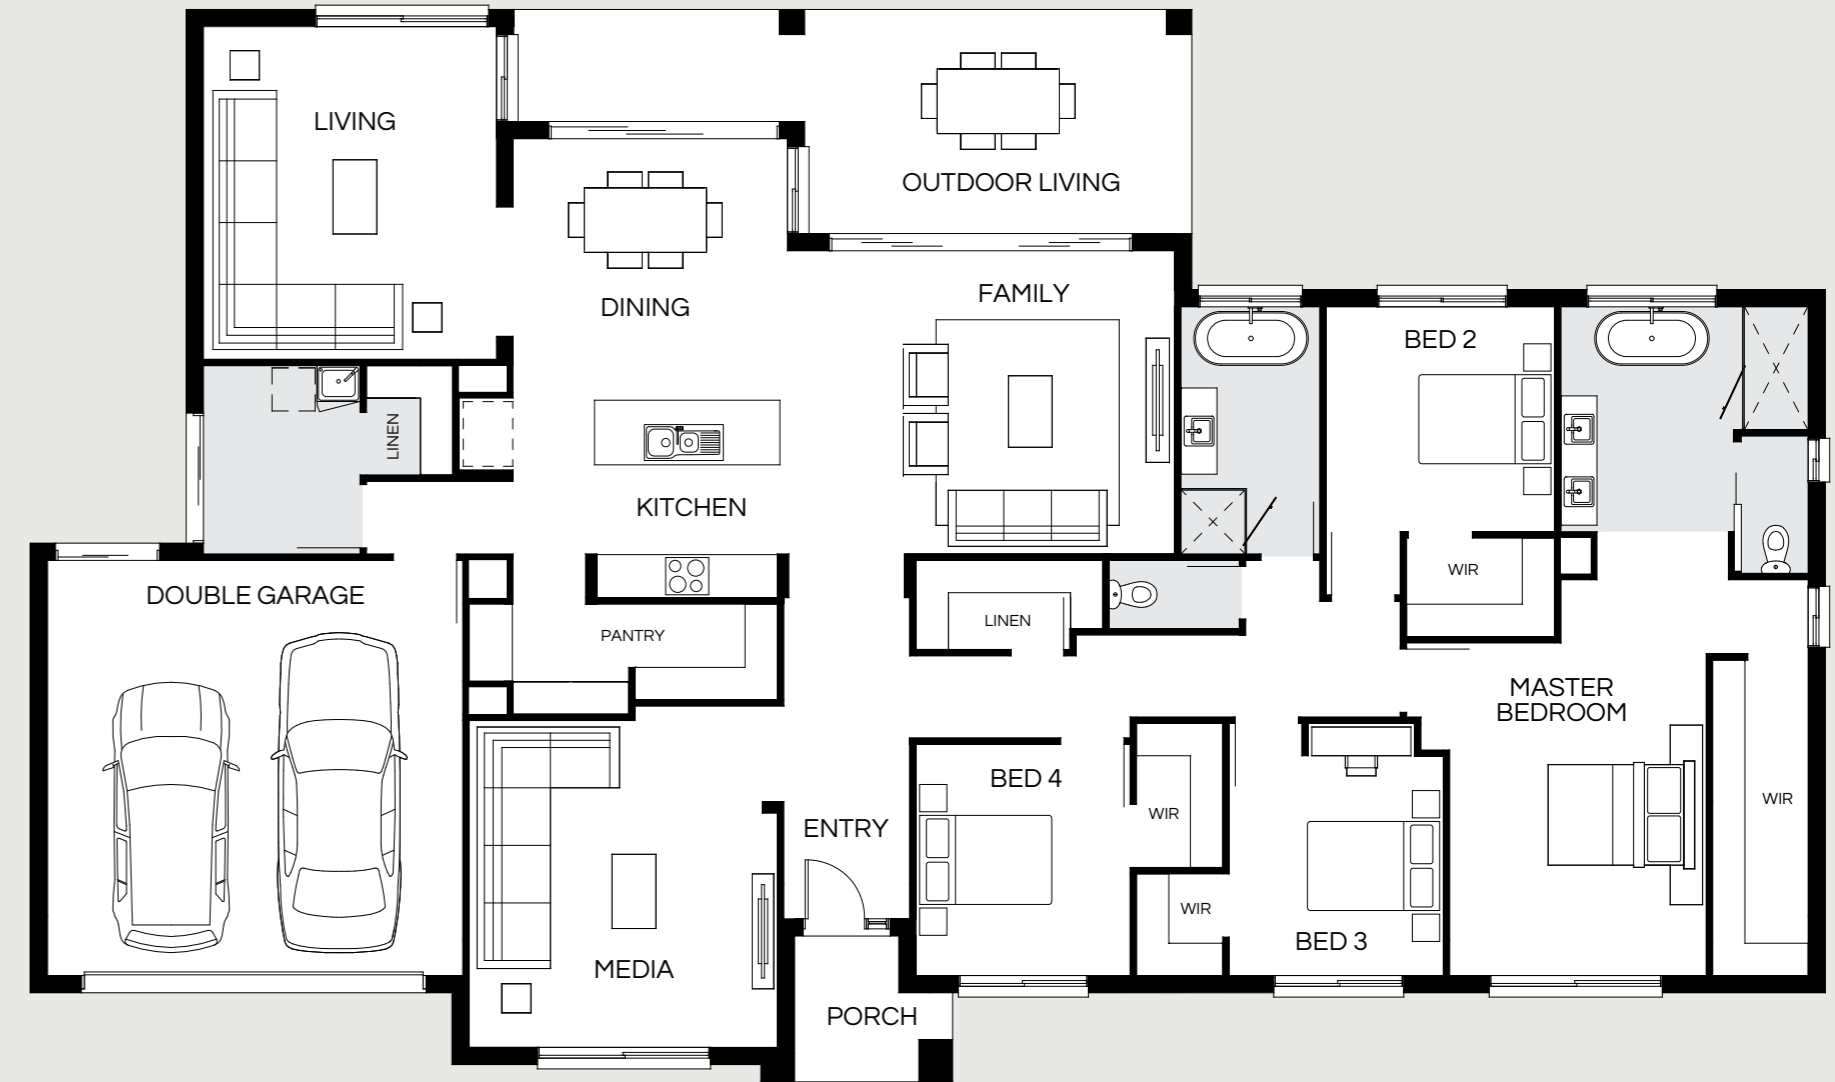 LIVING
OUTDOOR LIVING
DINING
FAMILY
BED 2
LINEN
KITCHEN
WIR
DOUBLE GARAGE
PANTRY
LINEN
MASTER
BEDROOM
BED 4
WIR
WIR
ENTRY
WIR
BED 3
MEDIA
PORCH